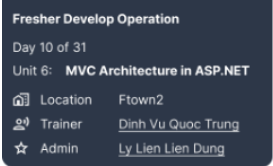 Fresher Develop Operation
Day 10 of 31
Unit 6: MVC Architecture in ASP.NET
Location Ftown2
Trainer Dinh Vu Quoc Trung
Admin Ly Lien Lien Dung